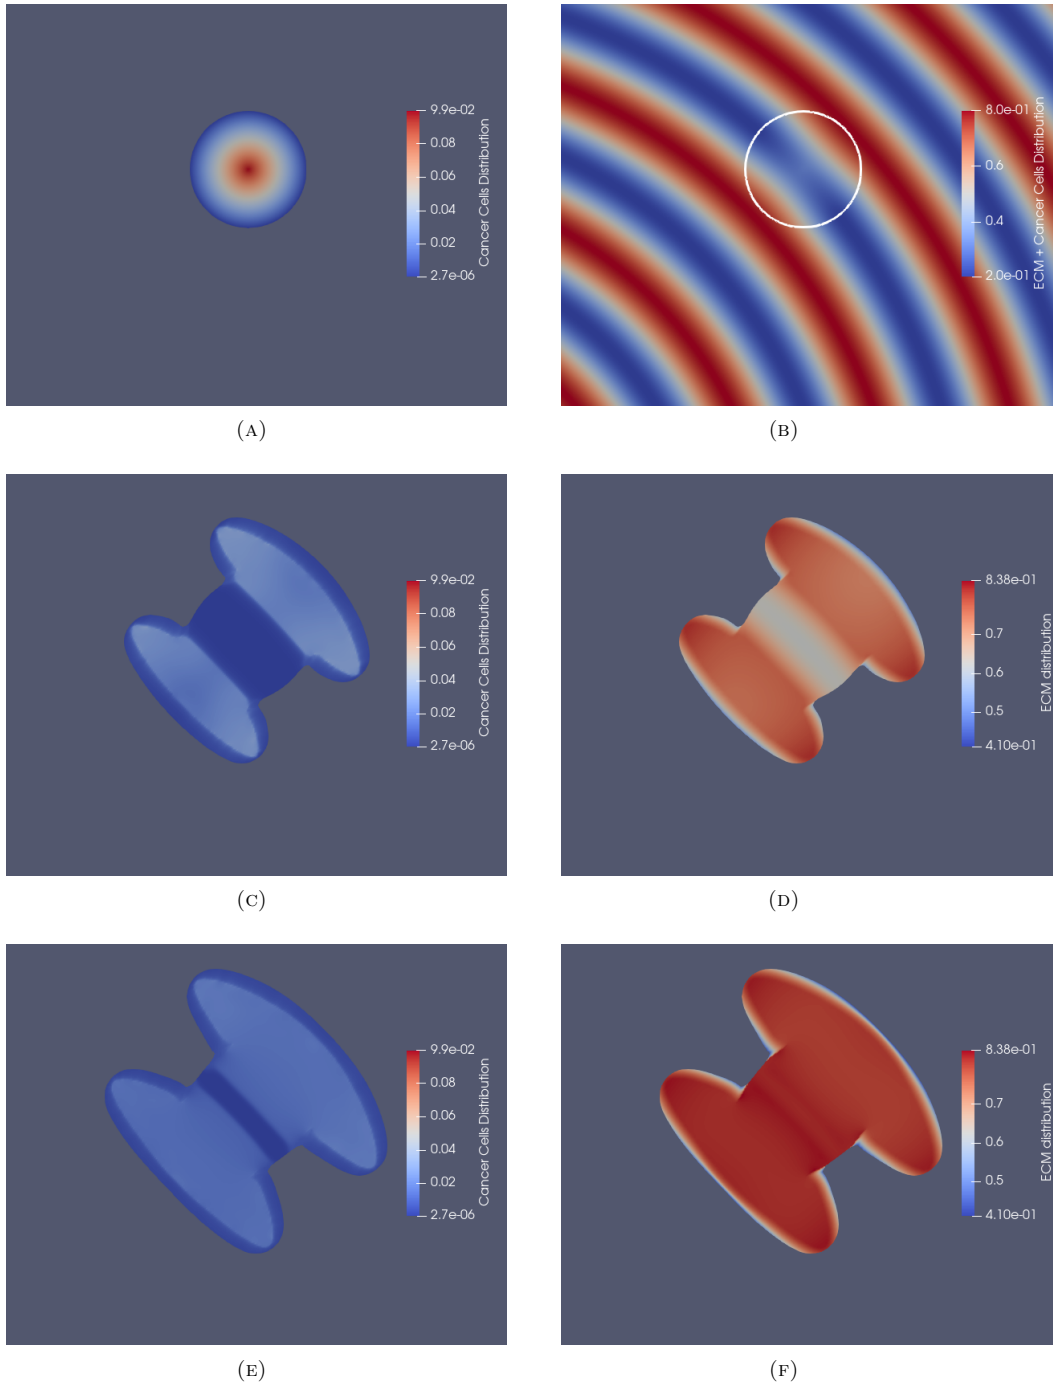 9.9e-02
0.08
0.06
0.04
0.02
2.7e-06
Cancer Cells Distribution
(A)
8.0e-01
0.6
0.4
2.0e-01
ECM + Cancer Cells Distribution
(B)
9.9e-02
0.08
0.06
0.04
0.02
2.7e-06
Cancer Cells Distribution
(C)
8.38e-01
0.7
0.6
0.5
4.10e-01
ECM distribution
(D)
9.9e-02
0.08
0.06
0.04
0.02
2.7e-06
Cancer Cells Distribution
(E)
8.38e-01
0.7
0.6
0.5
4.10e-01
ECM distribution
(F)